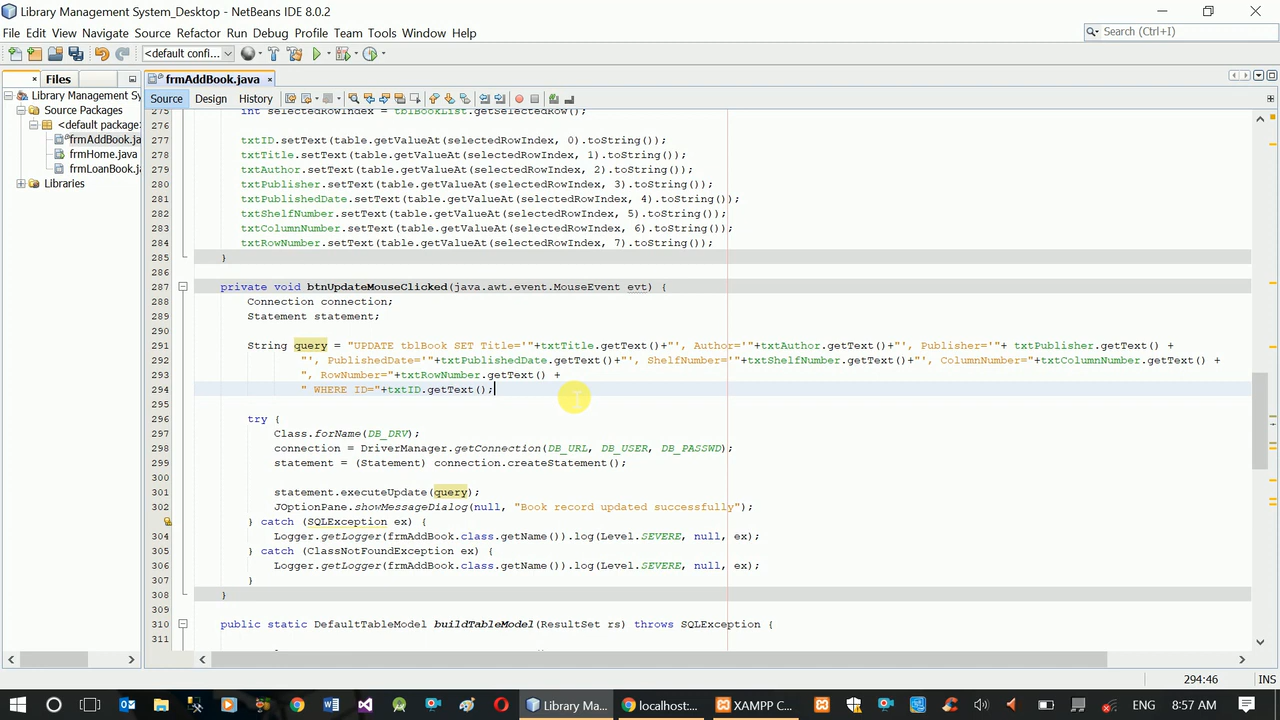 Library Management System_Desktop - NetBeans IDE 8.0.2
File Edit View Navigate Source Refactor Run Debug Profile Team Tools Window Help
Search (Ctrl+I)
<default confi...
Files
frmAddBook.java
Library Management Sy
Source History
Source Design History
Source Packages
<default package
frmAddBook.ja
frmHome.java
frmLoanBook.ja
Libraries
275 int selectedRowIndex = tblBookList.getSelectedRow();
276
277 txtID.setText(table.getValueAt(selectedRowIndex, 0).toString());
278 txtTitle.setText(table.getValueAt(selectedRowIndex, 1).toString());
279 txtAuthor.setText(table.getValueAt(selectedRowIndex, 2).toString());
280 txtPublisher.setText(table.getValueAt(selectedRowIndex, 3).toString());
281 txtPublishedDate.setText(table.getValueAt(selectedRowIndex, 4).toString());
282 txtShelfNumber.setText(table.getValueAt(selectedRowIndex, 5).toString());
283 txtColumnNumber.setText(table.getValueAt(selectedRowIndex, 6).toString());
284 txtRowNumber.setText(table.getValueAt(selectedRowIndex, 7).toString());
285 }
286
287 private void btnUpdateMouseClicked(java.awt.event.MouseEvent evt) {
288 Connection connection;
289 Statement statement;
290
291 String query = "UPDATE tblBook SET Title='"+txtTitle.getText()+"', Author='"+txtAuthor.getText()+"', Publisher='"+ txtPublisher.getText() +
292 "', PublishedDate='"+txtPublishedDate.getText()+"', ShelfNumber='"+txtShelfNumber.getText()+"', ColumnNumber="+txtColumnNumber.getText() +
293 ", RowNumber="+txtRowNumber.getText() +
294 " WHERE ID="+txtID.getText();
295
296 try {
297 Class.forName(DB_DRV);
298 connection = DriverManager.getConnection(DB_URL, DB_USER, DB_PASSWD);
299 statement = (Statement) connection.createStatement();
300
301 statement.executeUpdate(query);
302 JOptionPane.showMessageDialog(null, "Book record updated successfully");
} catch (SQLException ex) {
304 Logger.getLogger(frmAddBook.class.getName()).log(Level.SEVERE, null, ex);
305 } catch (ClassNotFoundException ex) {
306 Logger.getLogger(frmAddBook.class.getName()).log(Level.SEVERE, null, ex);
307 }
308 }
309
310 public static DefaultTableModel buildTableModel(ResultSet rs) throws SQLException {
311
294:46 INS
Library Ma...
localhost:...
XAMPP C...
ENG 8:57 AM